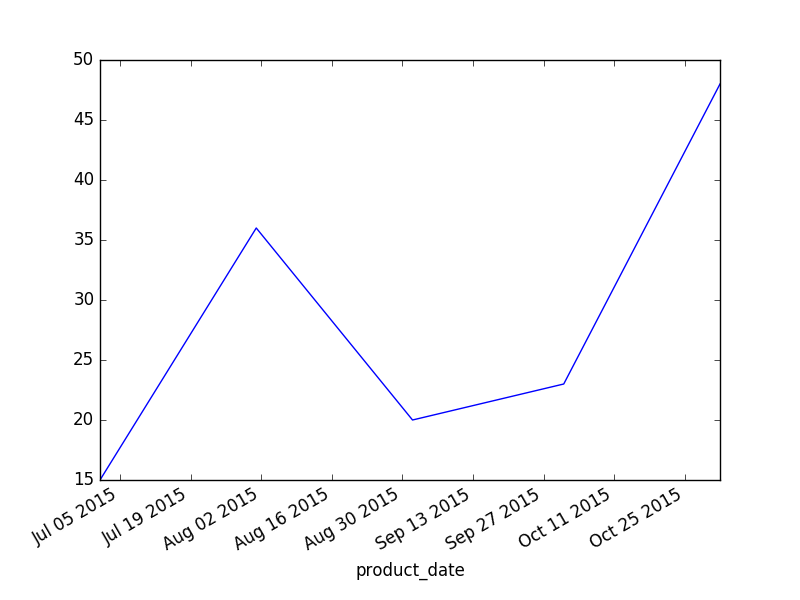 50
45
40
35
30
25
20
15
Jul 05 2015
Jul 19 2015
Aug 02 2015
Aug 16 2015
Aug 30 2015
Sep 13 2015
Sep 27 2015
Oct 11 2015
Oct 25 2015
product_date